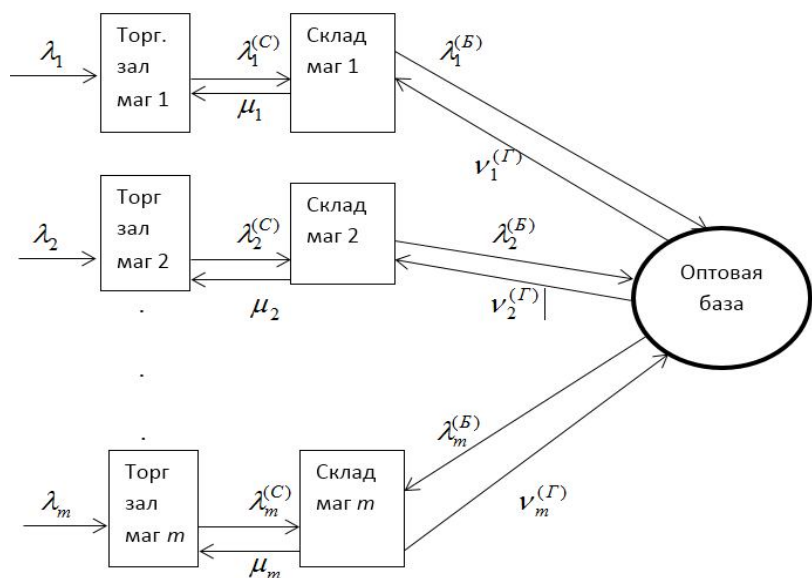 λ₁
Торг.
зал
маг 1
λ₁⁽ᶜ⁾
μ₁
Склад
маг 1
λ₁^(Б)
ν₁^(Г)
λ₂
Торг
зал
маг 2
λ₂^(С)
μ₂
Склад
маг 2
λ₂^(Б)
ν₂^(Г)
Оптовая
база
.
.
.
λₘ
Торг
зал
маг m
λₘ^(С)
μₘ
Склад
маг m
λₘ^(Б)
νₘ^(Г)